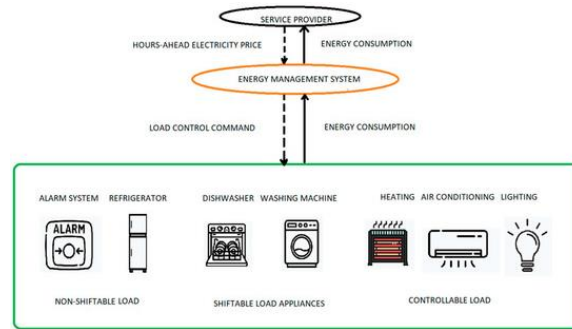 SERVICE PROVIDER
HOURS-AHEAD ELECTRICITY PRICE
ENERGY CONSUMPTION
ENERGY MANAGEMENT SYSTEM
LOAD CONTROL COMMAND
ENERGY CONSUMPTION
ALARM SYSTEM
REFRIGERATOR
DISHWASHER
WASHING MACHINE
HEATING
AIR CONDITIONING
LIGHTING
ALARM
NON-SHIFTABLE LOAD
SHIFTABLE LOAD APPLIANCES
CONTROLLABLE LOAD